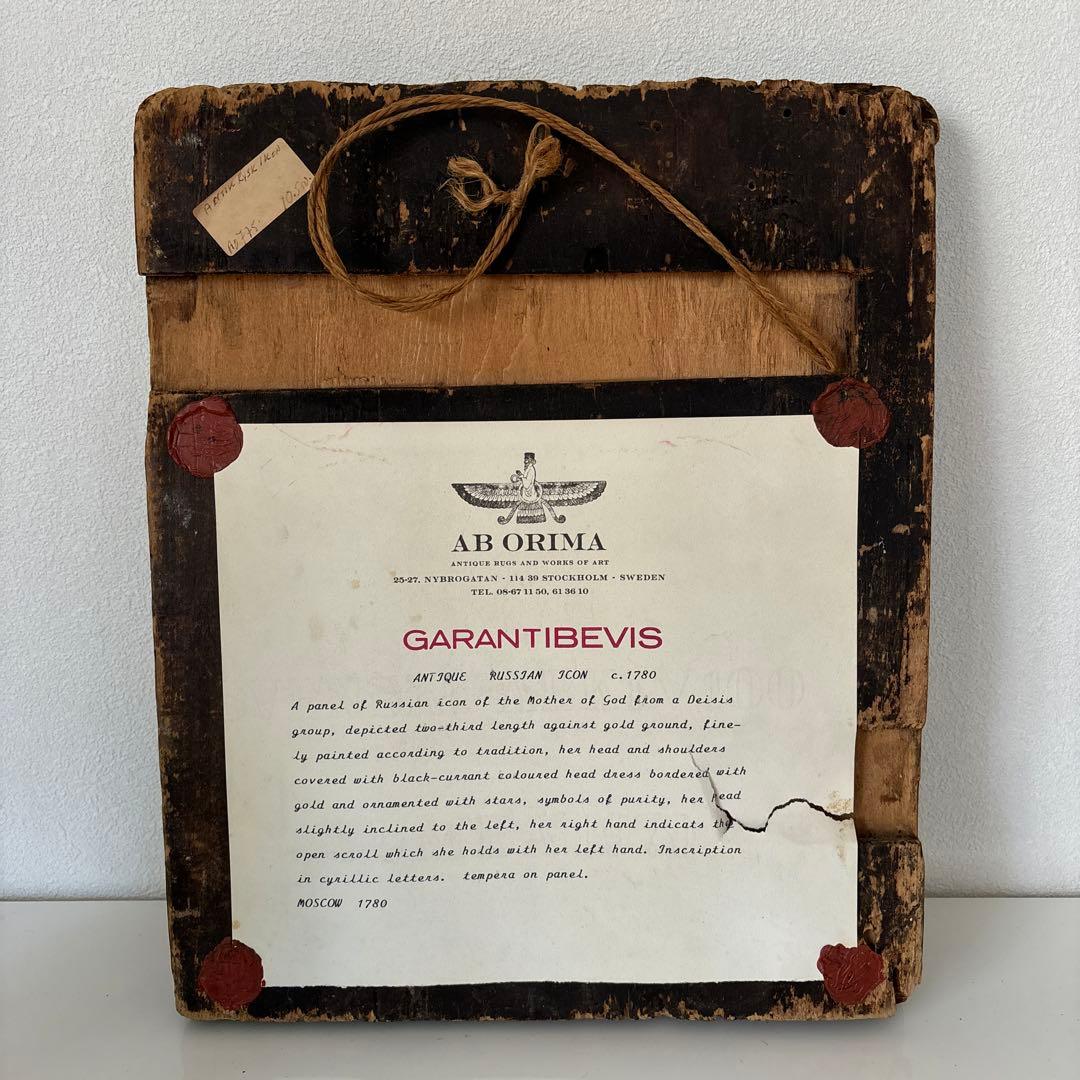 ANTIK RYSK IKON
AB ORIMA
ANTIQUE RUGS AND WORKS OF ART
25-27, NYBROGATAN · 114 39 STOCKHOLM · SWEDEN
TEL. 08-67 11 50, 61 36 10
GARANTIBEVIS
ANTIQUE RUSSIAN ICON c.1780
A panel of Russian icon of the Mother of God from a Deisis
group, depicted two-third length against gold ground, fine-
ly painted according to tradition, her head and shoulders
covered with black-currant coloured head dress bordered with
gold and ornamented with stars, symbols of purity, her head
slightly inclined to the left, her right hand indicats the
open scroll which she holds with her left hand. Inscription
in cyrillic letters. tempera on panel.
MOSCOW 1780